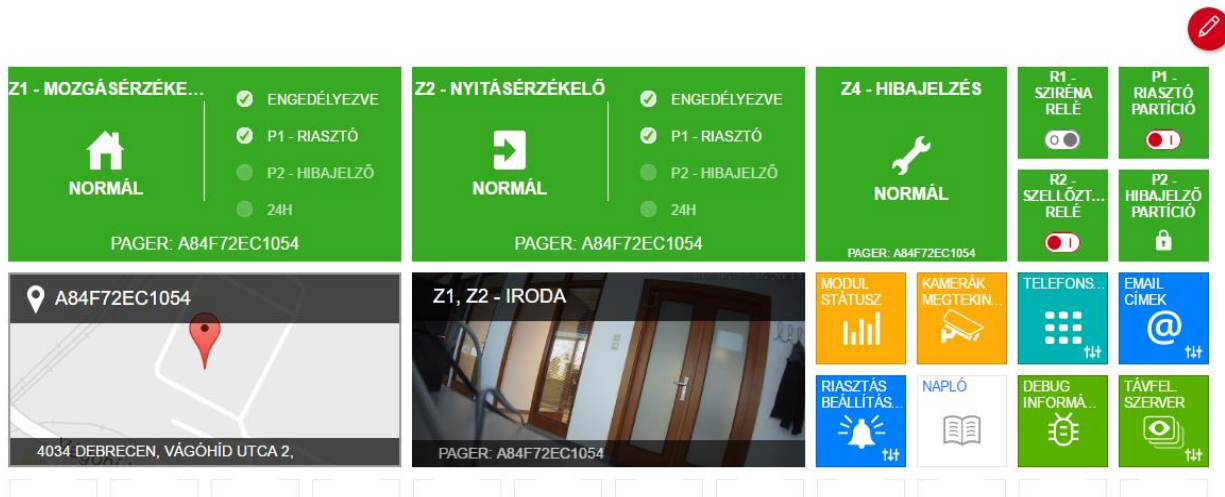 Z1 - MOZGÁSÉRZÉKE...
ENGEDÉLYEZVE
P1 - RIASZTÓ
P2 - HIBAJELZŐ
24H
NORMÁL
PAGER: A84F72EC1054
Z2 - NYITÁSÉRZÉKELŐ
ENGEDÉLYEZVE
P1 - RIASZTÓ
P2 - HIBAJELZŐ
24H
NORMÁL
PAGER: A84F72EC1054
Z4 - HIBAJELZÉS
NORMÁL
PAGER: A84F72EC1054
R1 -
SZIRÉNA
RELÉ
P1 -
RIASZTÓ
PARTÍCIÓ
R2 -
SZELLŐZT...
RELÉ
P2 -
HIBAJELZŐ
PARTÍCIÓ
A84F72EC1054
4034 DEBRECEN, VÁGÓHÍD UTCA 2,
Z1, Z2 - IRODA
PAGER: A84F72EC1054
MODUL
STÁTUSZ
KAMERÁK
MEGTEKIN...
TELEFONS...
EMAIL
CÍMEK
@
RIASZTÁS
BEÁLLÍTÁS...
NAPLÓ
DEBUG
INFORMÁ...
TÁVFEL.
SZERVER